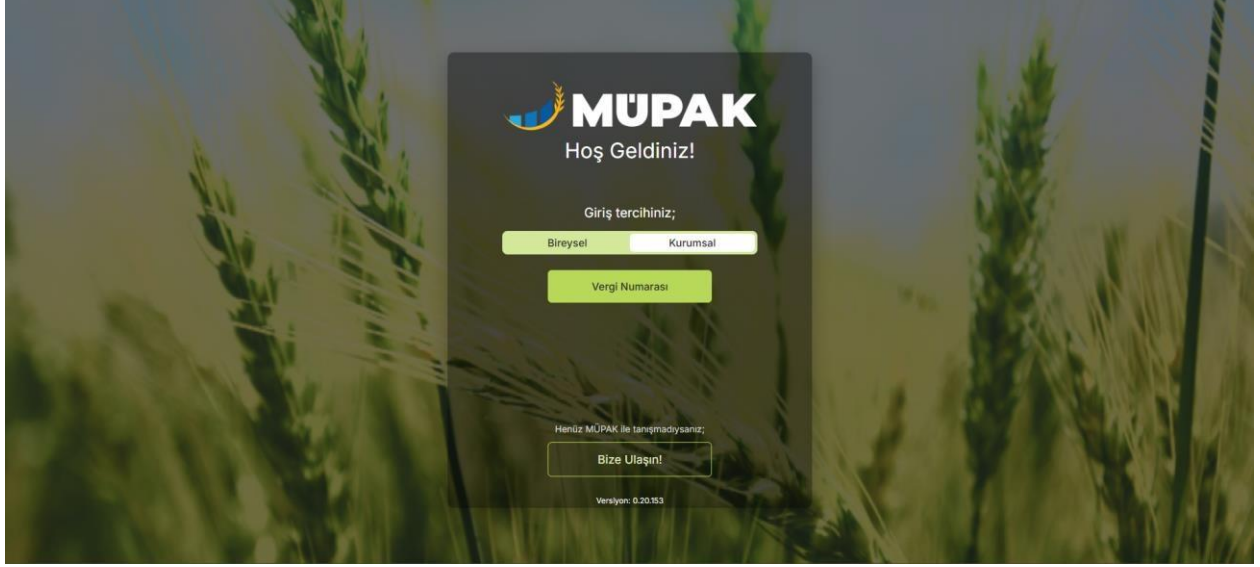 MÜPAK
Hoş Geldiniz!
Giriş tercihiniz;
Bireysel Kurumsal
Vergi Numarası
Henüz MÜPAK ile tanışmadıysanız;
Bize Ulaşın!
Versiyon: 0.20.153